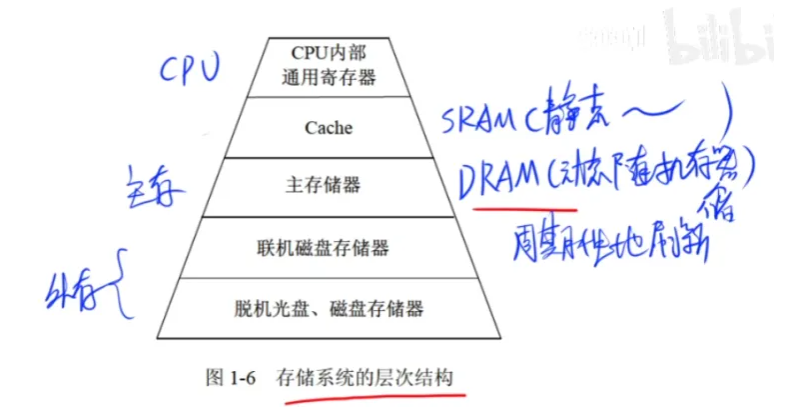 bilibi
CPU
CPU内部
通用寄存器
Cache
SRAM(静态~)
主存
主存储器
DRAM(动态随机存储器)
周期性地刷新
外存
联机磁盘存储器
脱机光盘、磁盘存储器
图 1-6 存储系统的层次结构